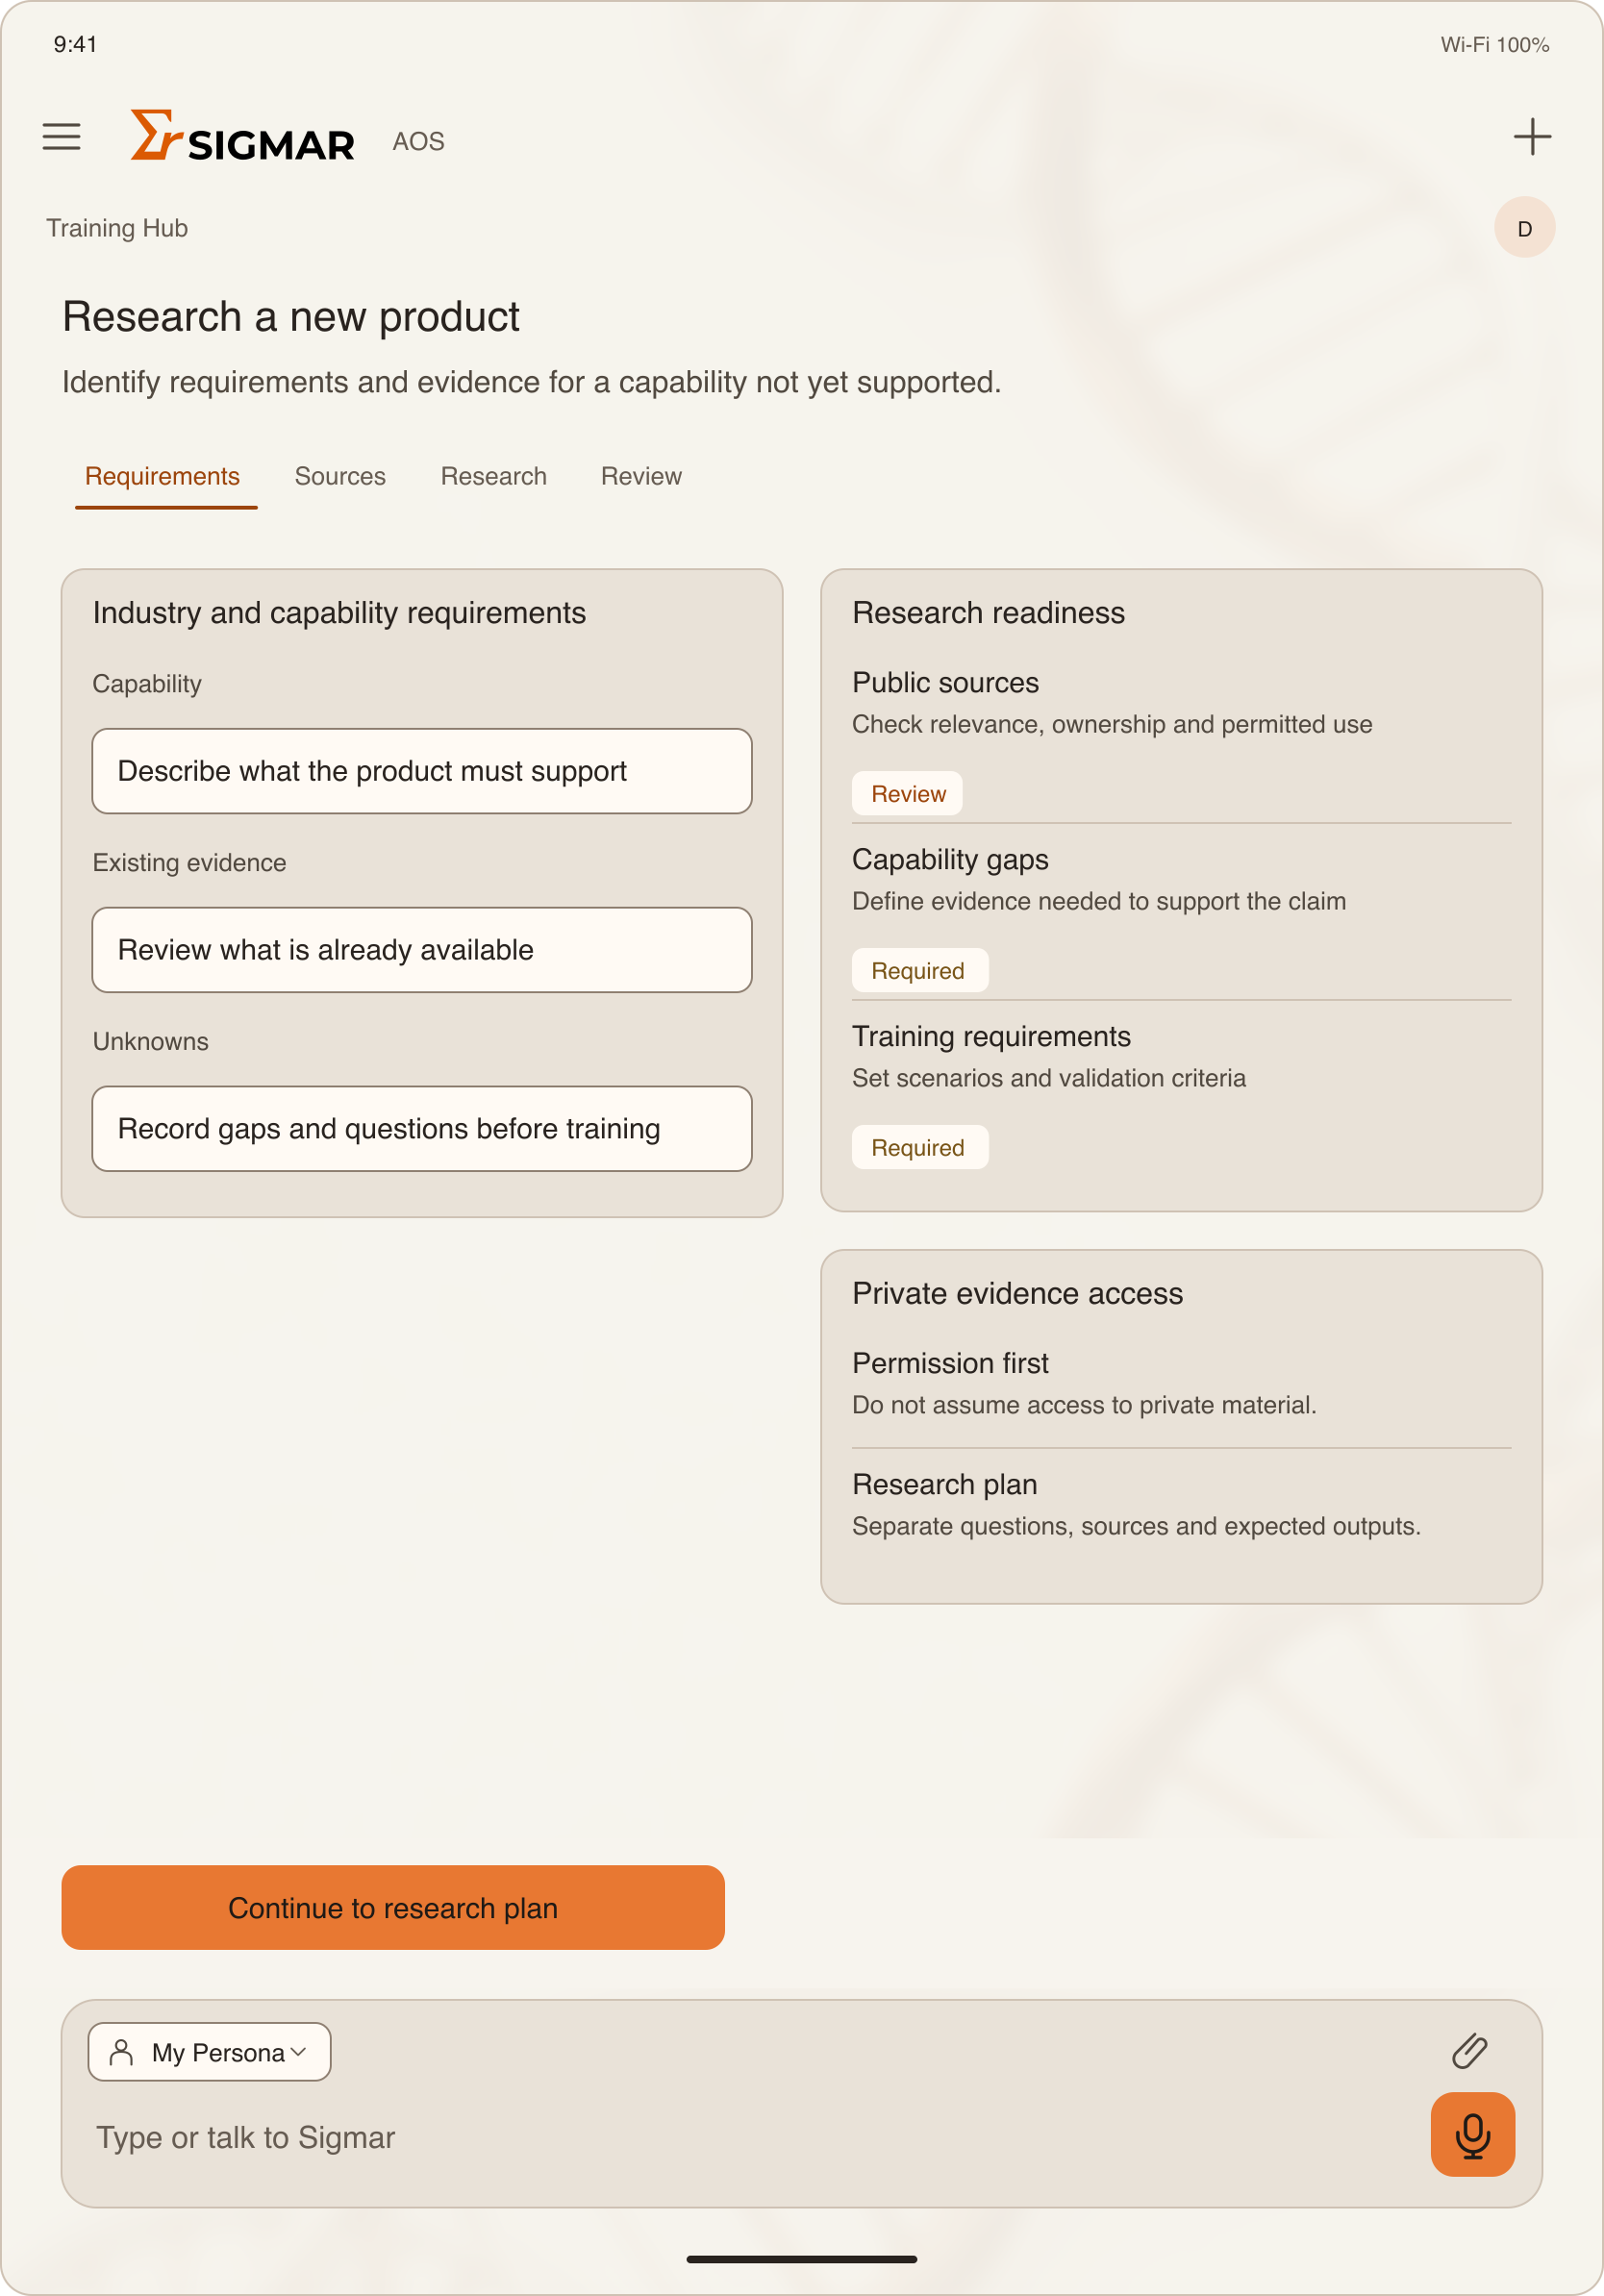 9:41
Wi-Fi 100%
Σr SIGMAR AOS
Training Hub
D
Research a new product
Identify requirements and evidence for a capability not yet supported.
Requirements Sources Research Review
Industry and capability requirements
Capability
Describe what the product must support
Existing evidence
Review what is already available
Unknowns
Record gaps and questions before training
Research readiness
Public sources
Check relevance, ownership and permitted use
Review
Capability gaps
Define evidence needed to support the claim
Required
Training requirements
Set scenarios and validation criteria
Required
Private evidence access
Permission first
Do not assume access to private material.
Research plan
Separate questions, sources and expected outputs.
Continue to research plan
My Persona
Type or talk to Sigmar